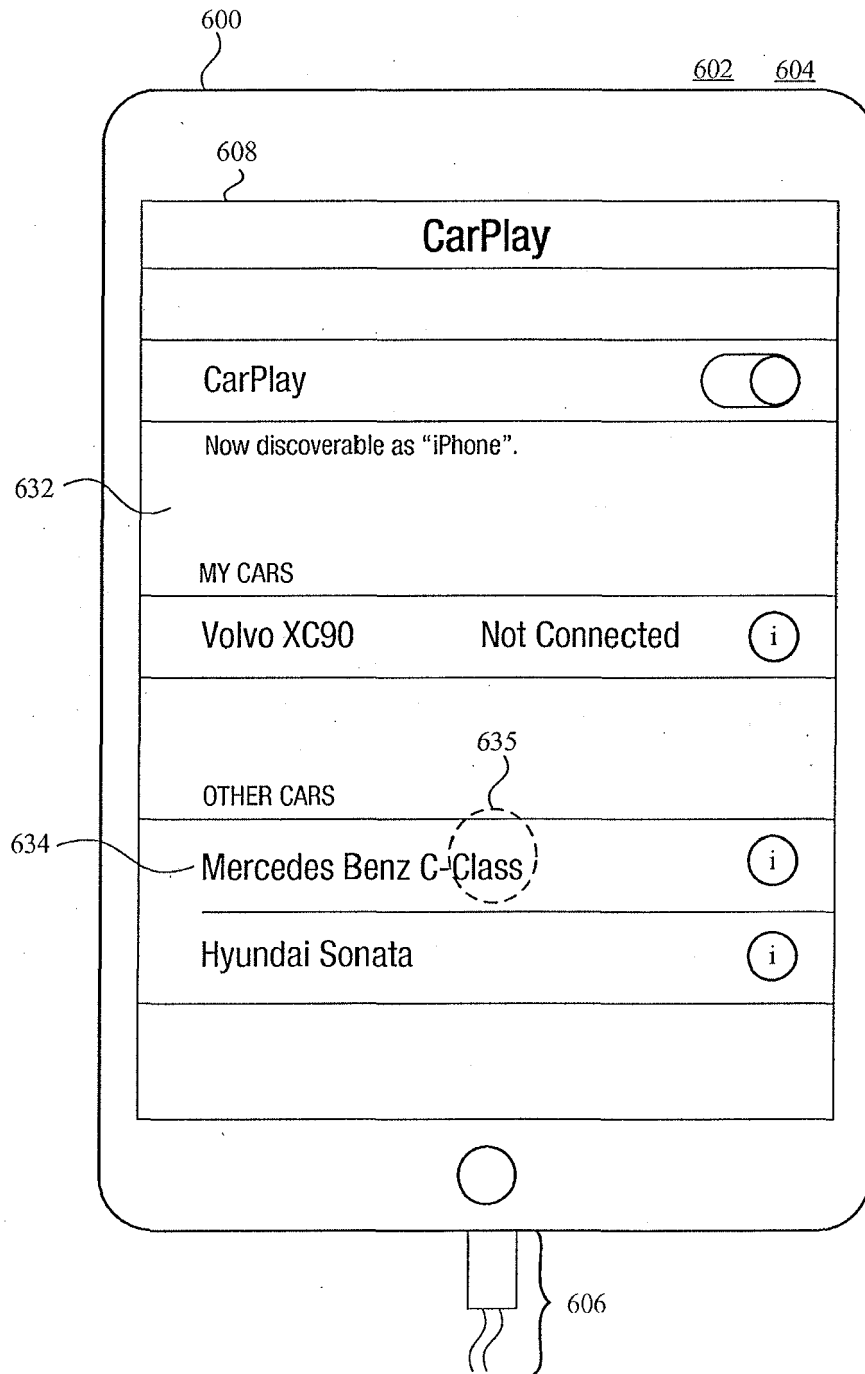 600
602 604
608
CarPlay
CarPlay
Now discoverable as “iPhone”.
632
MY CARS
Volvo XC90 Not Connected i
635
OTHER CARS
634
Mercedes Benz C-Class i
Hyundai Sonata i
606